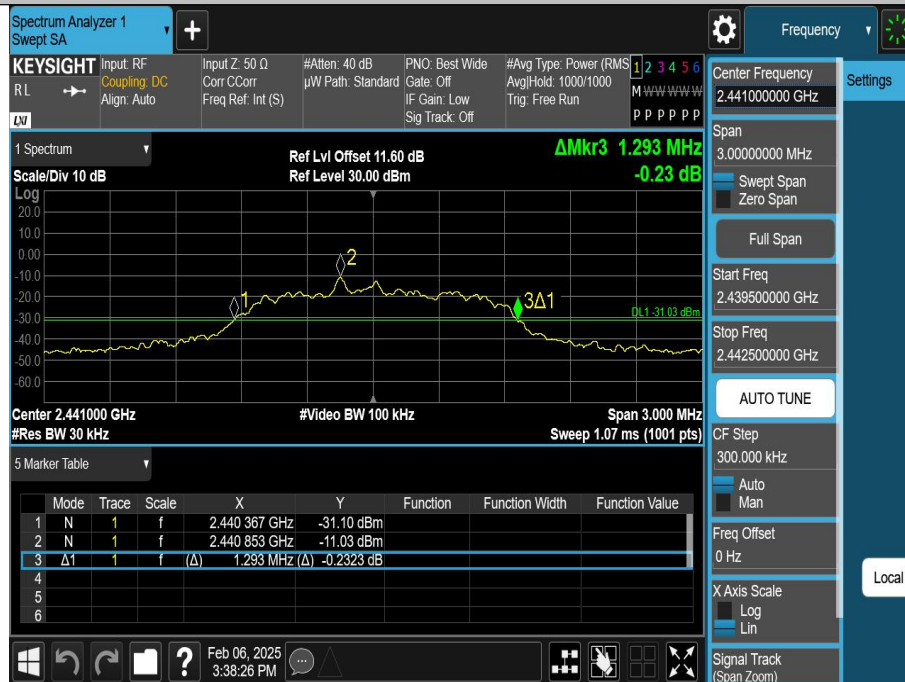 Spectrum Analyzer 1
Swept SA
Frequency
KEYSIGHT
RL
LXI
Input: RF
Coupling: DC
Align: Auto
Input Z: 50 Ω
Corr CCorr
Freq Ref: Int (S)
#Atten: 40 dB
µW Path: Standard
PNO: Best Wide
Gate: Off
IF Gain: Low
Sig Track: Off
#Avg Type: Power (RMS
Avg|Hold: 1000/1000
Trig: Free Run
1 2 3 4 5 6
M W W W W W
P P P P P P
1 Spectrum
Scale/Div 10 dB
Ref Lvl Offset 11.60 dB
Ref Level 30.00 dBm
ΔMkr3 1.293 MHz
-0.23 dB
Log
20.0
10.0
0.00
-10.0
-20.0
-30.0
-40.0
-50.0
-60.0
1
2
3Δ1
DL1 -31.03 dBm
Center 2.441000 GHz
#Video BW 100 kHz
Span 3.000 MHz
#Res BW 30 kHz
Sweep 1.07 ms (1001 pts)
5 Marker Table
Mode Trace Scale X Y Function Function Width Function Value
1 N 1 f 2.440 367 GHz -31.10 dBm
2 N 1 f 2.440 853 GHz -11.03 dBm
3 Δ1 1 f (Δ) 1.293 MHz (Δ) -0.2323 dB
4
5
6
Feb 06, 2025
3:38:26 PM
Center Frequency
2.441000000 GHz
Settings
Span
3.00000000 MHz
Swept Span
Zero Span
Full Span
Start Freq
2.439500000 GHz
Stop Freq
2.442500000 GHz
AUTO TUNE
CF Step
300.000 kHz
Auto
Man
Freq Offset
0 Hz
Local
X Axis Scale
Log
Lin
Signal Track
(Span Zoom)